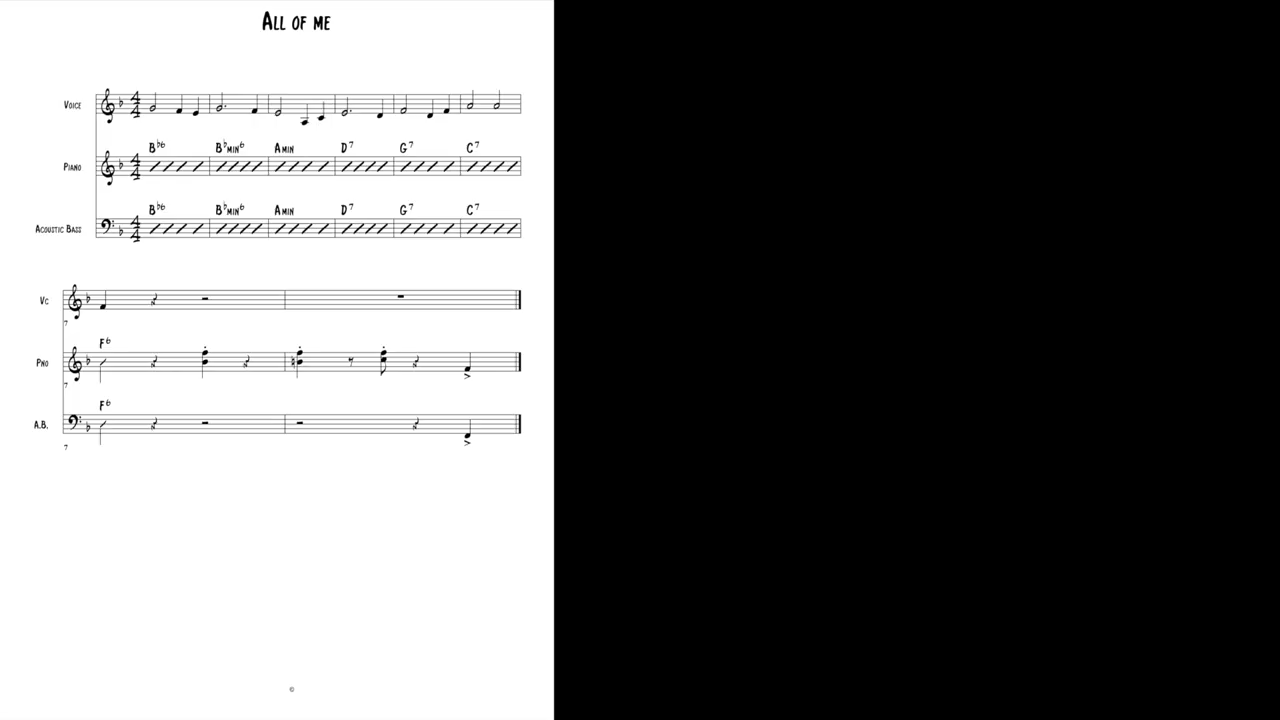 All of me
Voice
B♭6 B♭min6 Amin D7 G7 C7
Piano
B♭6 B♭min6 Amin D7 G7 C7
Acoustic Bass
Vc
7
F6
Pno
7
F6
A.B.
7
©